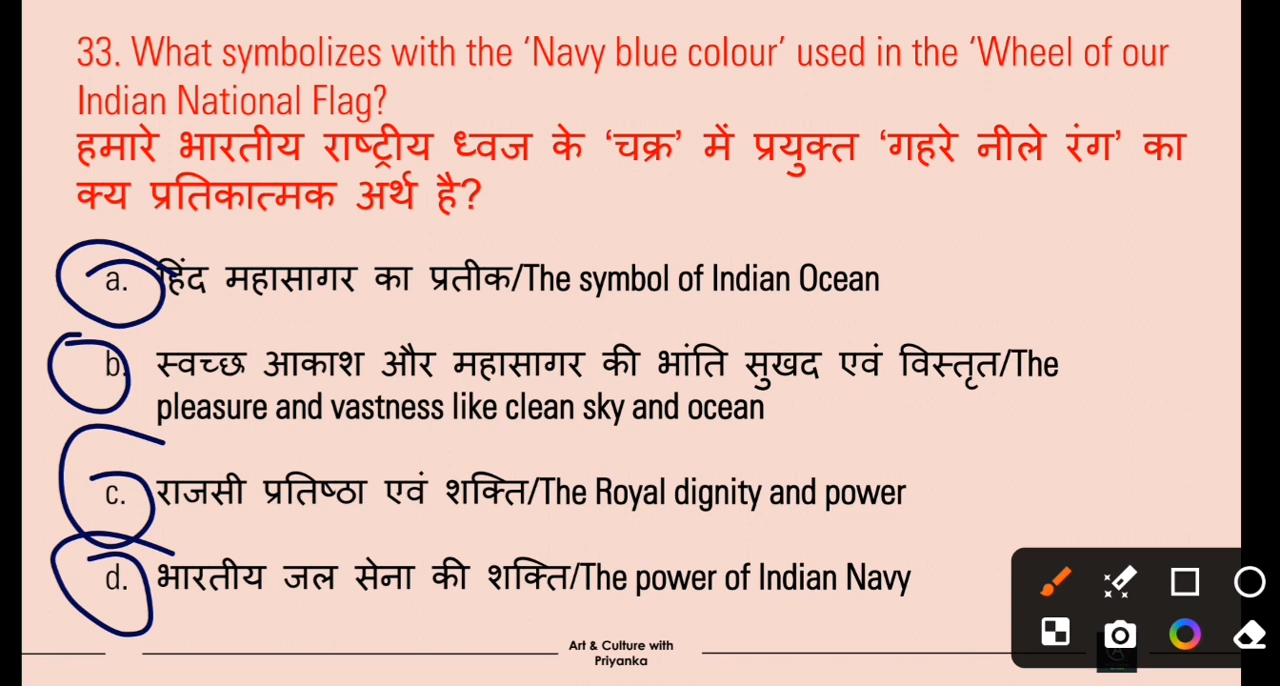 33. What symbolizes with the ‘Navy blue colour’ used in the ‘Wheel of our
Indian National Flag?
हमारे भारतीय राष्ट्रीय ध्वज के ‘चक्र’ में प्रयुक्त ‘गहरे नीले रंग’ का
क्य प्रतिकात्मक अर्थ है?
a. हिंद महासागर का प्रतीक/The symbol of Indian Ocean
b. स्वच्छ आकाश और महासागर की भांति सुखद एवं विस्तृत/The
pleasure and vastness like clean sky and ocean
c. राजसी प्रतिष्ठा एवं शक्ति/The Royal dignity and power
d. भारतीय जल सेना की शक्ति/The power of Indian Navy
Art & Culture with
Priyanka